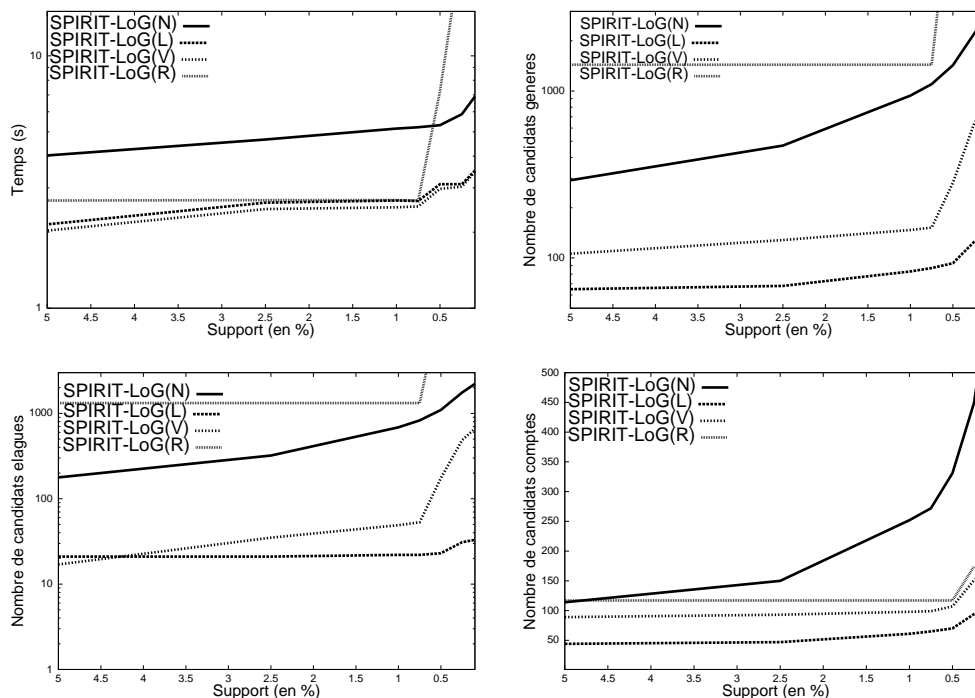 SPIRIT-LoG(N)
SPIRIT-LoG(L)
SPIRIT-LoG(V)
SPIRIT-LoG(R)
10
1
Temps (s)
5 4.5 4 3.5 3 2.5 2 1.5 1 0.5
Support (en %)
SPIRIT-LoG(N)
SPIRIT-LoG(L)
SPIRIT-LoG(V)
SPIRIT-LoG(R)
1000
100
Nombre de candidats generes
5 4.5 4 3.5 3 2.5 2 1.5 1 0.5
Support (en %)
SPIRIT-LoG(N)
SPIRIT-LoG(L)
SPIRIT-LoG(V)
SPIRIT-LoG(R)
1000
100
10
1
Nombre de candidats elagues
5 4.5 4 3.5 3 2.5 2 1.5 1 0.5
Support (en %)
SPIRIT-LoG(N)
SPIRIT-LoG(L)
SPIRIT-LoG(V)
SPIRIT-LoG(R)
500
450
400
350
300
250
200
150
100
50
Nombre de candidats comptes
5 4.5 4 3.5 3 2.5 2 1.5 1 0.5
Support (en %)